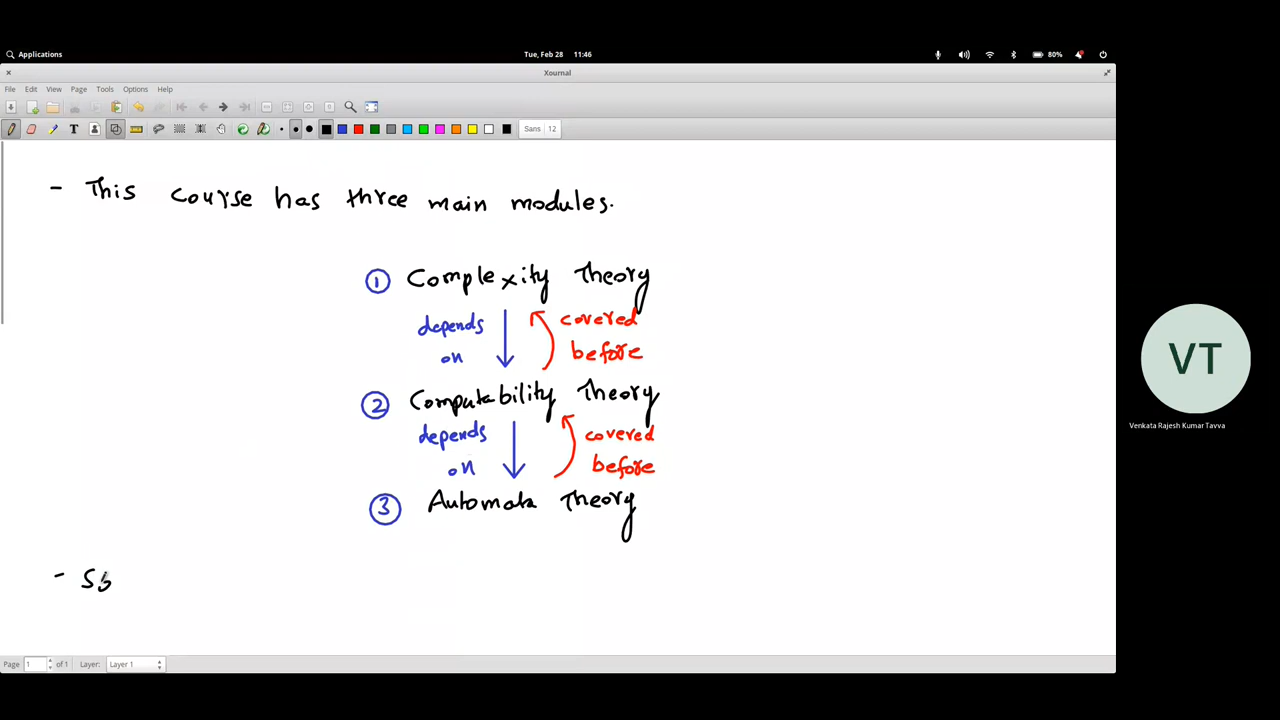 Applications
Tue, Feb 28 11:46
80%
Xournal
File Edit View Page Tools Options Help
Sans 12
- This course has three main modules.
① Complexity Theory
depends on
covered before
② Computability Theory
depends on
covered before
③ Automata Theory
-
Page 1 of 1 Layer: Layer 1
VT
Venkata Rajesh Kumar Tavva